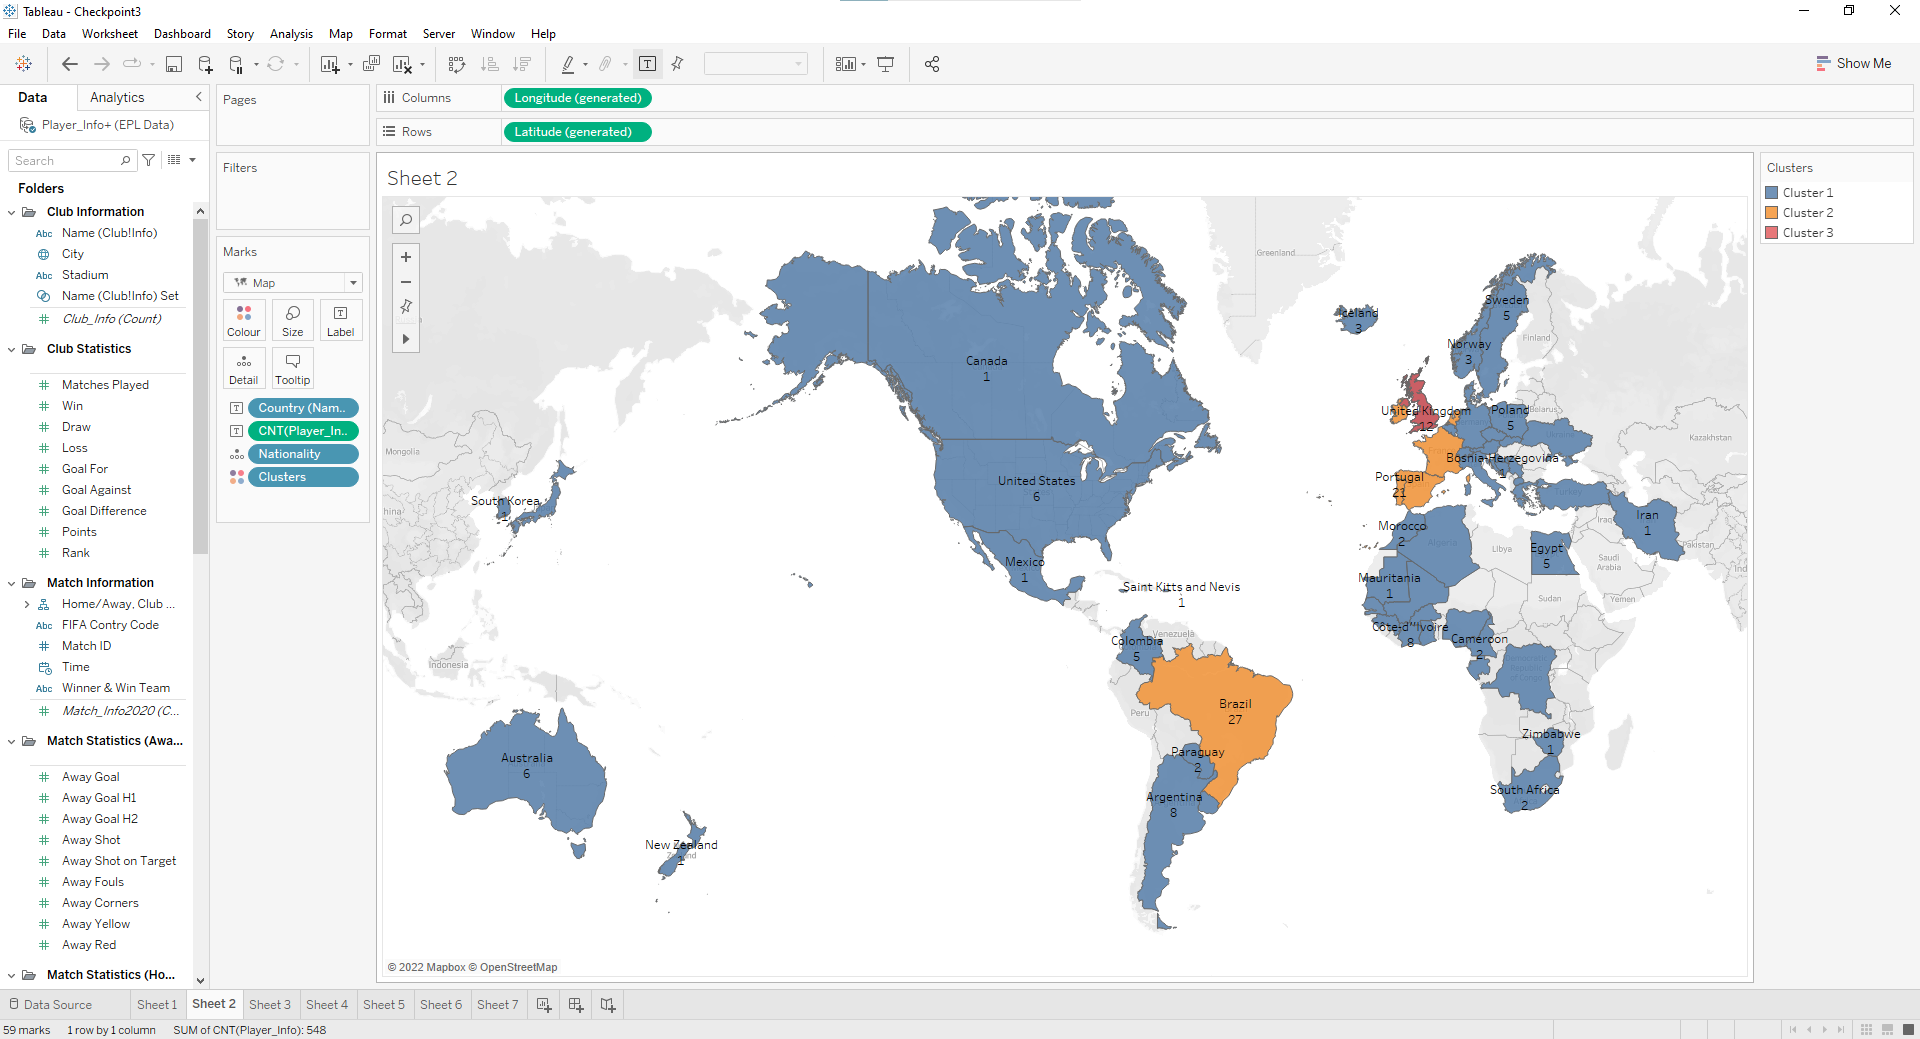 Tableau - Checkpoint3
File Data Worksheet Dashboard Story Analysis Map Format Server Window Help
Show Me
Data Analytics
Player_Info+ (EPL Data)
Search
Folders
Club Information
Abc Name (Club!Info)
City
Abc Stadium
Name (Club!Info) Set
Club_Info (Count)
Club Statistics
Matches Played
Win
Draw
Loss
Goal For
Goal Against
Goal Difference
Points
Rank
Match Information
Home/Away, Club ...
Abc FIFA Contry Code
Match ID
Time
Abc Winner & Win Team
Match_Info2020 (C...
Match Statistics (Awa...
Away Goal
Away Goal H1
Away Goal H2
Away Shot
Away Shot on Target
Away Fouls
Away Corners
Away Yellow
Away Red
Match Statistics (Ho...
Pages
Filters
Marks
Map
Colour Size Label
Detail Tooltip
Country (Nam..
CNT(Player_In..
Nationality
Clusters
Columns Longitude (generated)
Rows Latitude (generated)
Sheet 2
Greenland
Iceland
3
Sweden
5
Finland
Norway
3
Canada
1
United Kingdom
12
Poland
5
Belarus
Kazakhstan
Mongolia
Bosnia-Herzegovina
1
United States
6
Portugal
21
Turkey
South Korea
1
Iran
1
Iraq
Morocco
2
Algeria
Libya
Egypt
5
Pakistan
Saudi
Arabia
Mexico
1
Mauritania
1
Saint Kitts and Nevis
1
Sudan
Yemen
Côte-d'Ivoire
8
Cameroon
2
Venezuela
Colombia
5
Indonesia
Democratic
Republic
of Congo
Brazil
27
Peru
Paraguay
2
Zimbabwe
1
Australia
6
Argentina
8
South Africa
2
New Zealand
1
© 2022 Mapbox © OpenStreetMap
Clusters
Cluster 1
Cluster 2
Cluster 3
Data Source Sheet 1 Sheet 2 Sheet 3 Sheet 4 Sheet 5 Sheet 6 Sheet 7
59 marks 1 row by 1 column SUM of CNT(Player_Info): 548